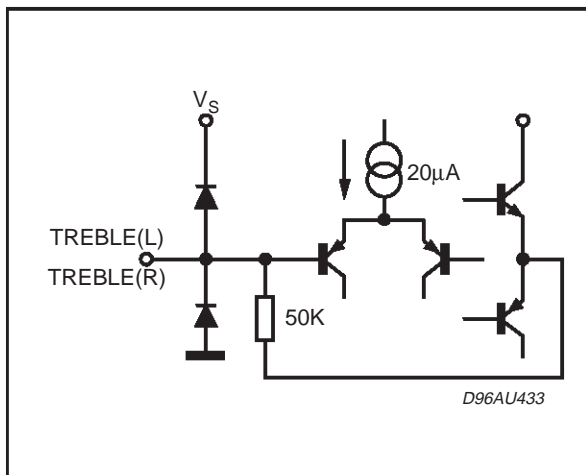 V_S
20μA
TREBLE(L)
TREBLE(R)
50K
D96AU433